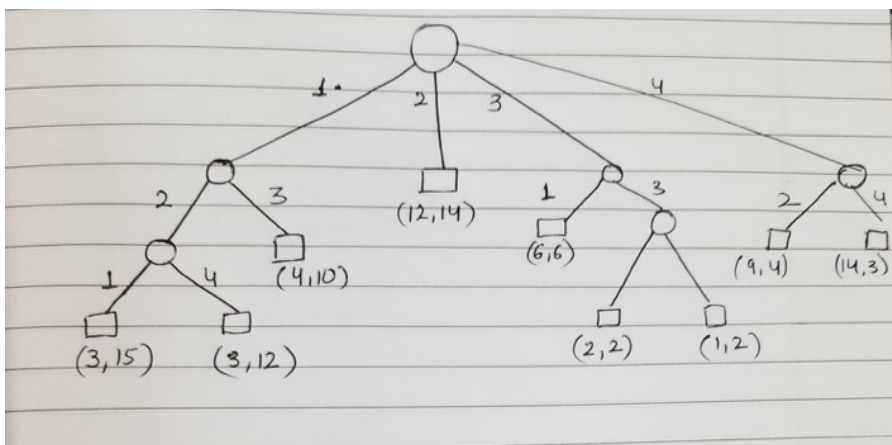 1. 2 3 4
2 3 1 3 2 4
(12,14)
1 4 (4,10) (6,6) (9,4) (14,3)
(3,15) (3,12) (2,2) (1,2)